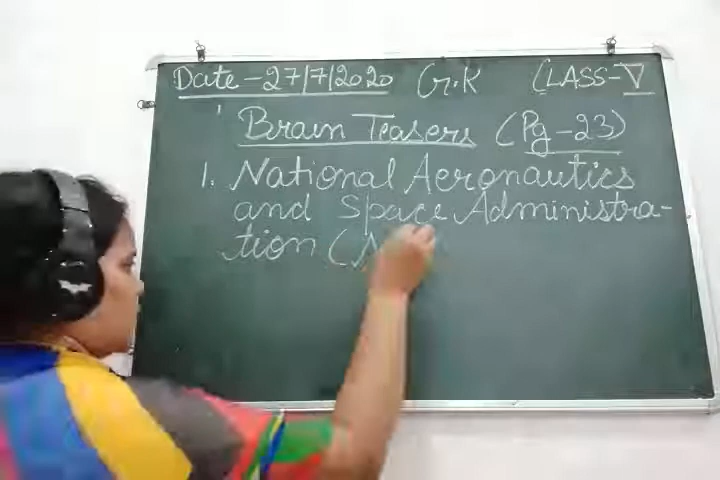 Date - 27/7/2020 G.K CLASS-V
Brain Teasers (Pg-23)
1. National Aeronautics
and Space Administra-
tion (N